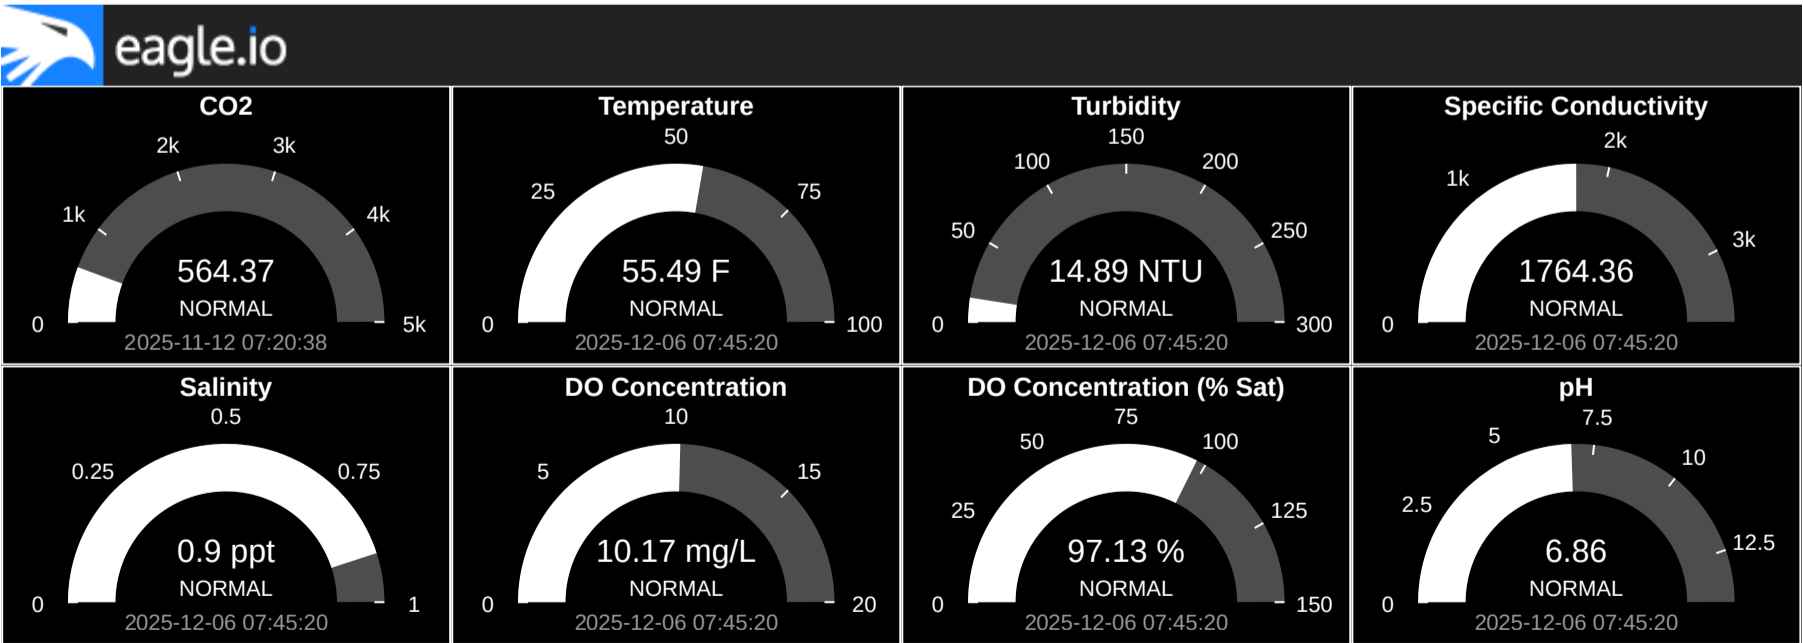 eagle.io
CO2
0
1k
2k
3k
4k
5k
564.37
NORMAL
2025-11-12 07:20:38
Temperature
0
25
50
75
100
55.49 F
NORMAL
2025-12-06 07:45:20
Turbidity
0
50
100
150
200
250
300
14.89 NTU
NORMAL
2025-12-06 07:45:20
Specific Conductivity
0
1k
2k
3k
1764.36
NORMAL
2025-12-06 07:45:20
Salinity
0
0.25
0.5
0.75
1
0.9 ppt
NORMAL
2025-12-06 07:45:20
DO Concentration
0
5
10
15
20
10.17 mg/L
NORMAL
2025-12-06 07:45:20
DO Concentration (% Sat)
0
25
50
75
100
125
150
97.13 %
NORMAL
2025-12-06 07:45:20
pH
0
2.5
5
7.5
10
12.5
6.86
NORMAL
2025-12-06 07:45:20